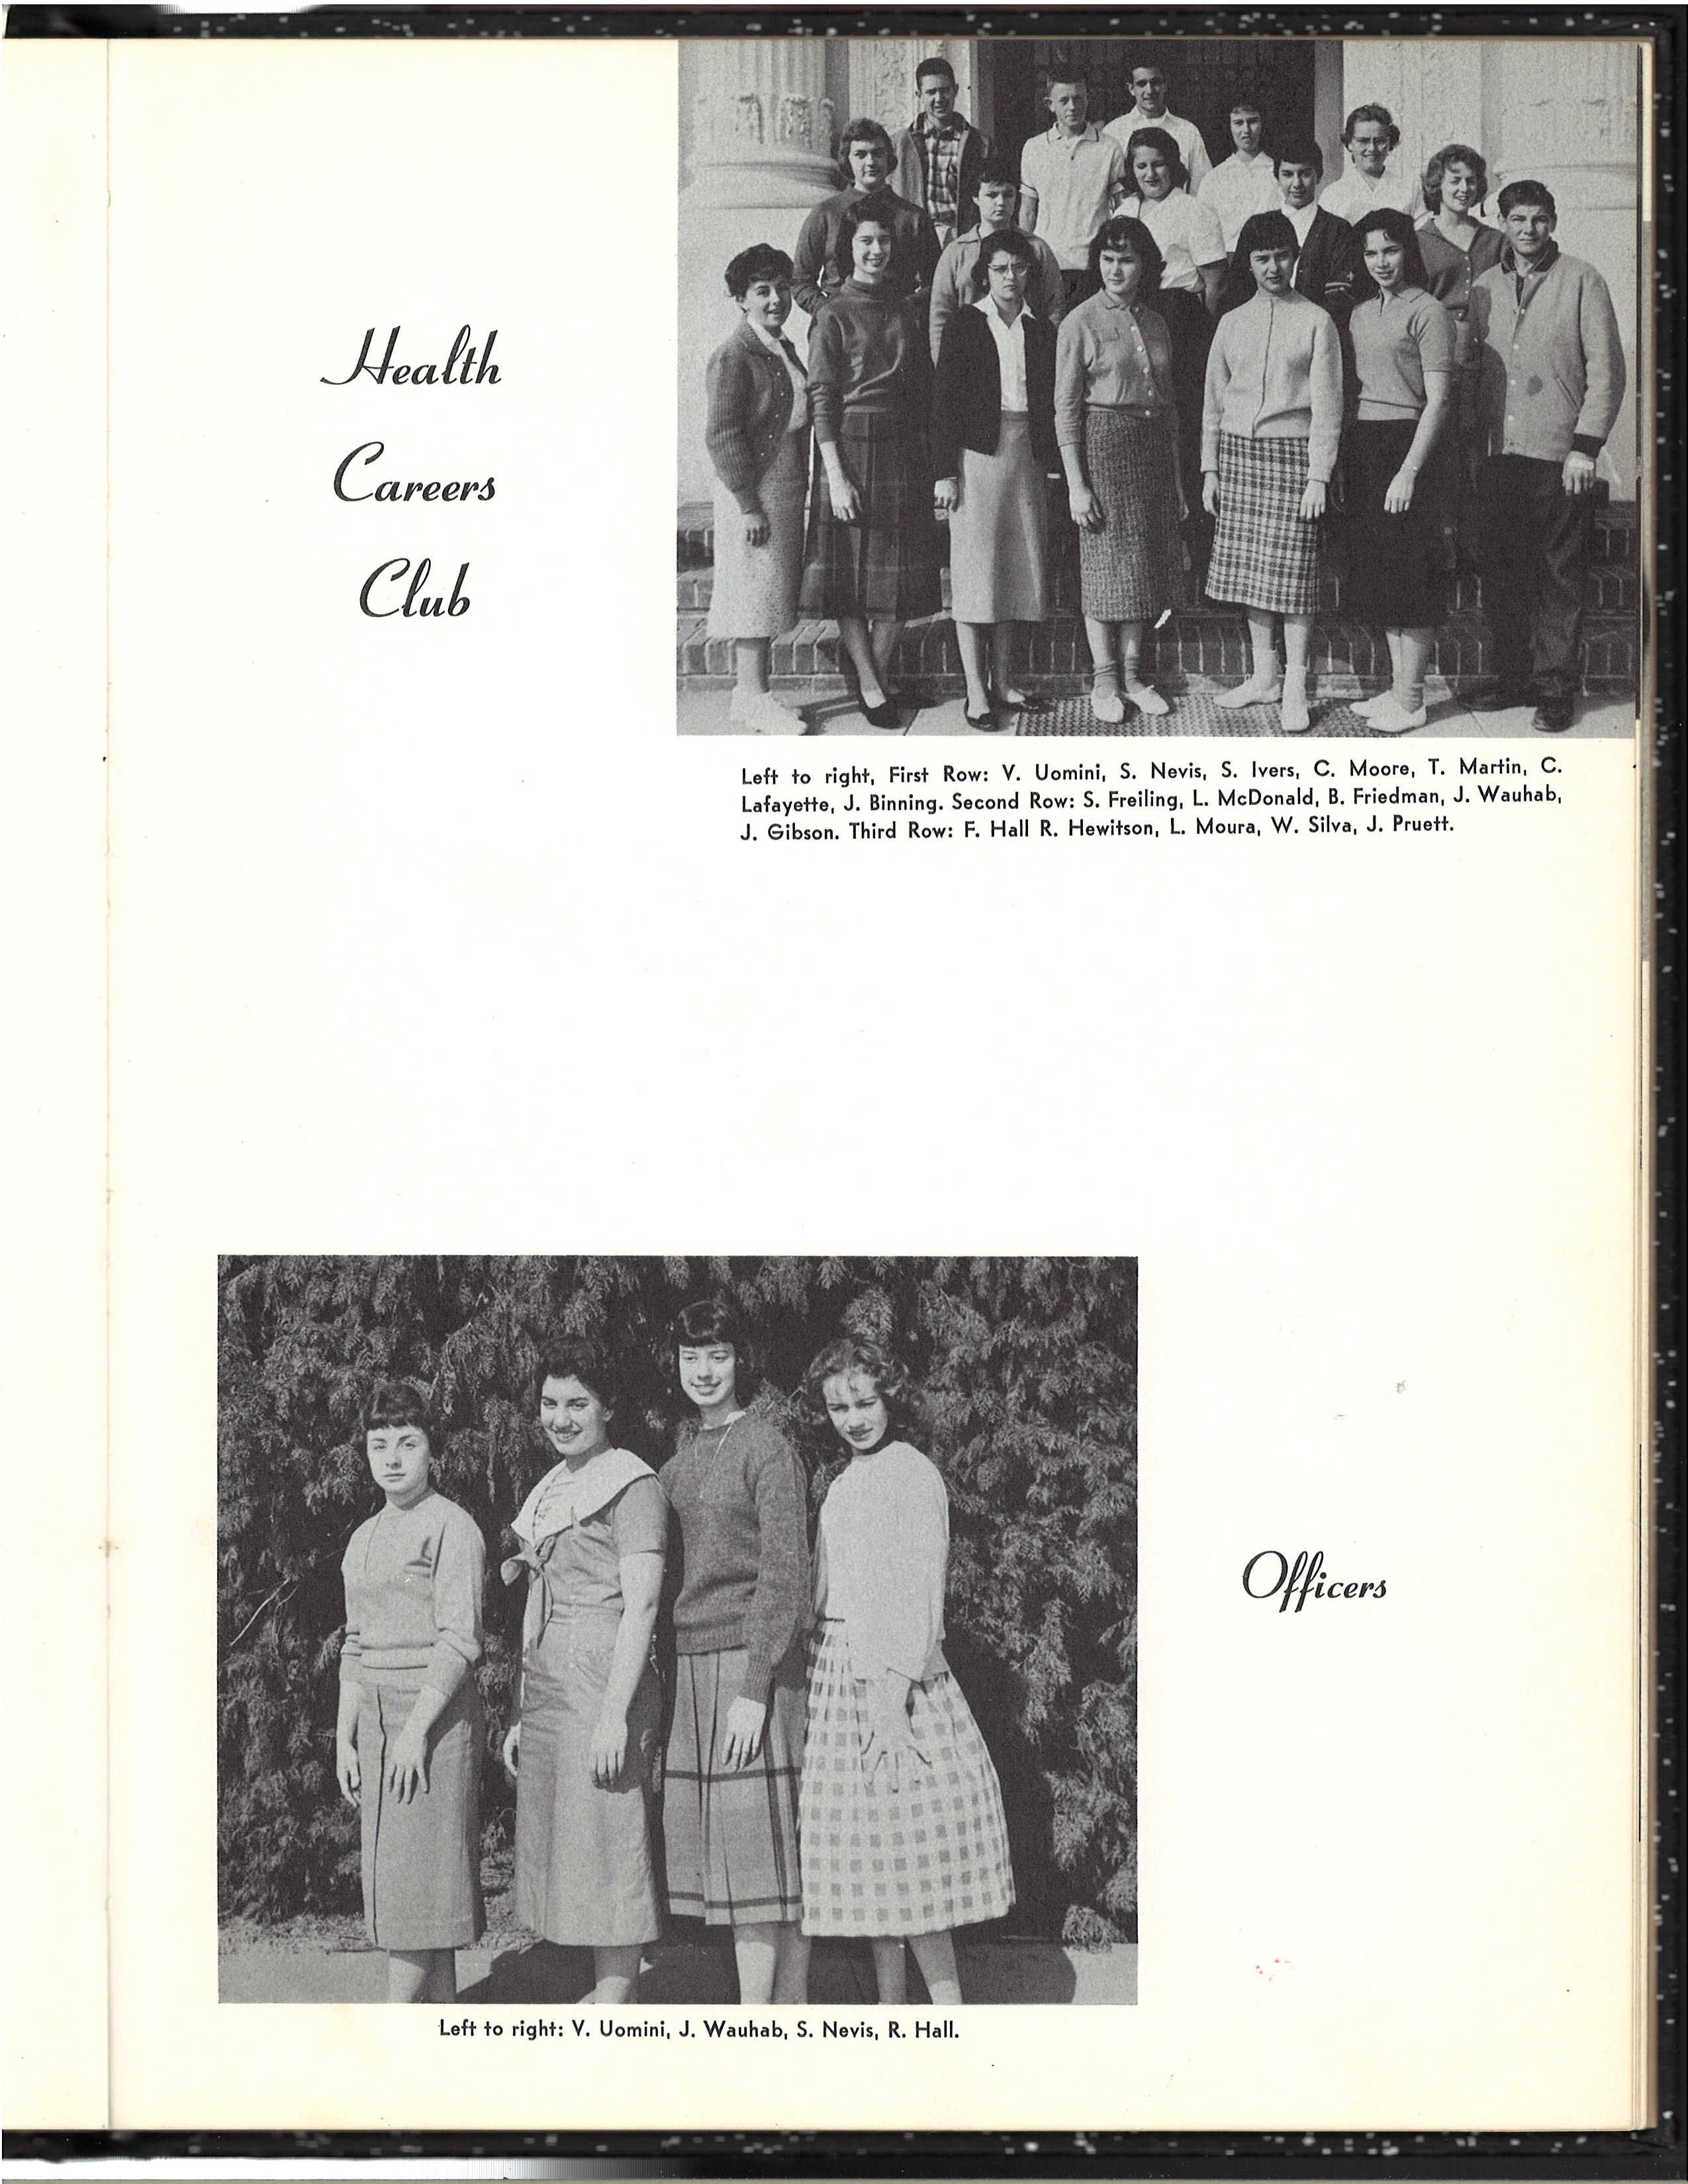 Health
Careers
Club
Left to right, First Row: V. Uomini, S. Nevis, S. Ivers, C. Moore, T. Martin, C.
Lafayette, J. Binning. Second Row: S. Freiling, L. McDonald, B. Friedman, J. Wauhab,
J. Gibson. Third Row: F. Hall R. Hewitson, L. Moura, W. Silva, J. Pruett.
Officers
Left to right: V. Uomini, J. Wauhab, S. Nevis, R. Hall.